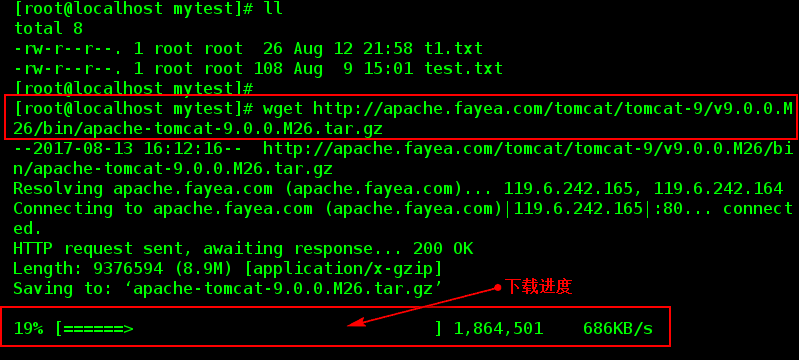 [root@localhost mytest]# ll
total 8
-rw-r--r--. 1 root root  26 Aug 12 21:58 t1.txt
-rw-r--r--. 1 root root 108 Aug  9 15:01 test.txt
[root@localhost mytest]#
[root@localhost mytest]# wget http://apache.fayea.com/tomcat/tomcat-9/v9.0.0.M
26/bin/apache-tomcat-9.0.0.M26.tar.gz
--2017-08-13 16:12:16--  http://apache.fayea.com/tomcat/tomcat-9/v9.0.0.M26/bi
n/apache-tomcat-9.0.0.M26.tar.gz
Resolving apache.fayea.com (apache.fayea.com)... 119.6.242.165, 119.6.242.164
Connecting to apache.fayea.com (apache.fayea.com)|119.6.242.165|:80... connect
ed.
HTTP request sent, awaiting response... 200 OK
Length: 9376594 (8.9M) [application/x-gzip]
Saving to: ‘apache-tomcat-9.0.0.M26.tar.gz’
下载进度
19% [======>                              ] 1,864,501    686KB/s